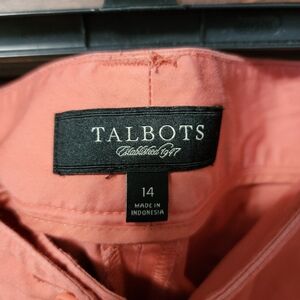 TALBOTS
Established 1947
14
MADE IN
INDONESIA